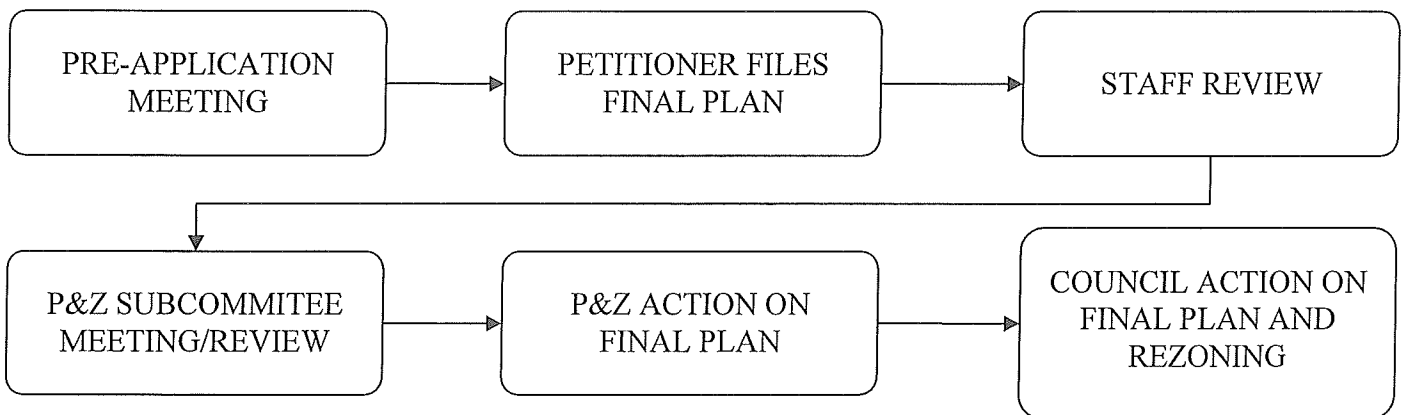 PRE-APPLICATION
MEETING
PETITIONER FILES
FINAL PLAN
STAFF REVIEW
P&Z SUBCOMMITEE
MEETING/REVIEW
P&Z ACTION ON
FINAL PLAN
COUNCIL ACTION ON
FINAL PLAN AND
REZONING